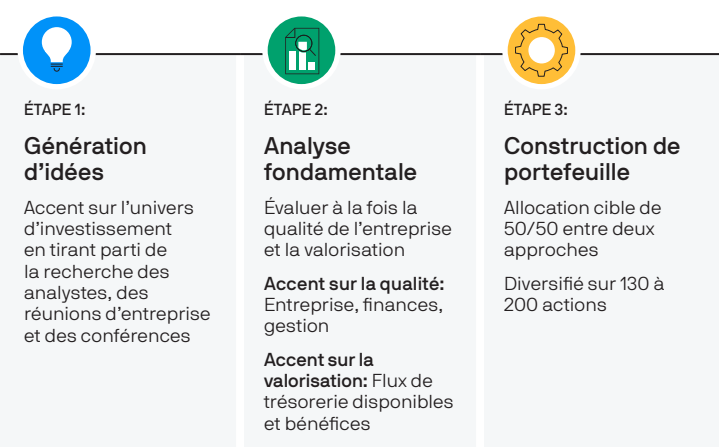 ÉTAPE 1:
Génération
d’idées
Accent sur l’univers
d’investissement
en tirant parti de
la recherche des
analystes, des
réunions d’entreprise
et des conférences
ÉTAPE 2:
Analyse
fondamentale
Évaluer à la fois la
qualité de l’entreprise
et la valorisation
Accent sur la qualité:
Entreprise, finances,
gestion
Accent sur la
valorisation: Flux de
trésorerie disponibles
et bénéfices
ÉTAPE 3:
Construction de
portefeuille
Allocation cible de
50/50 entre deux
approches
Diversifié sur 130 à
200 actions